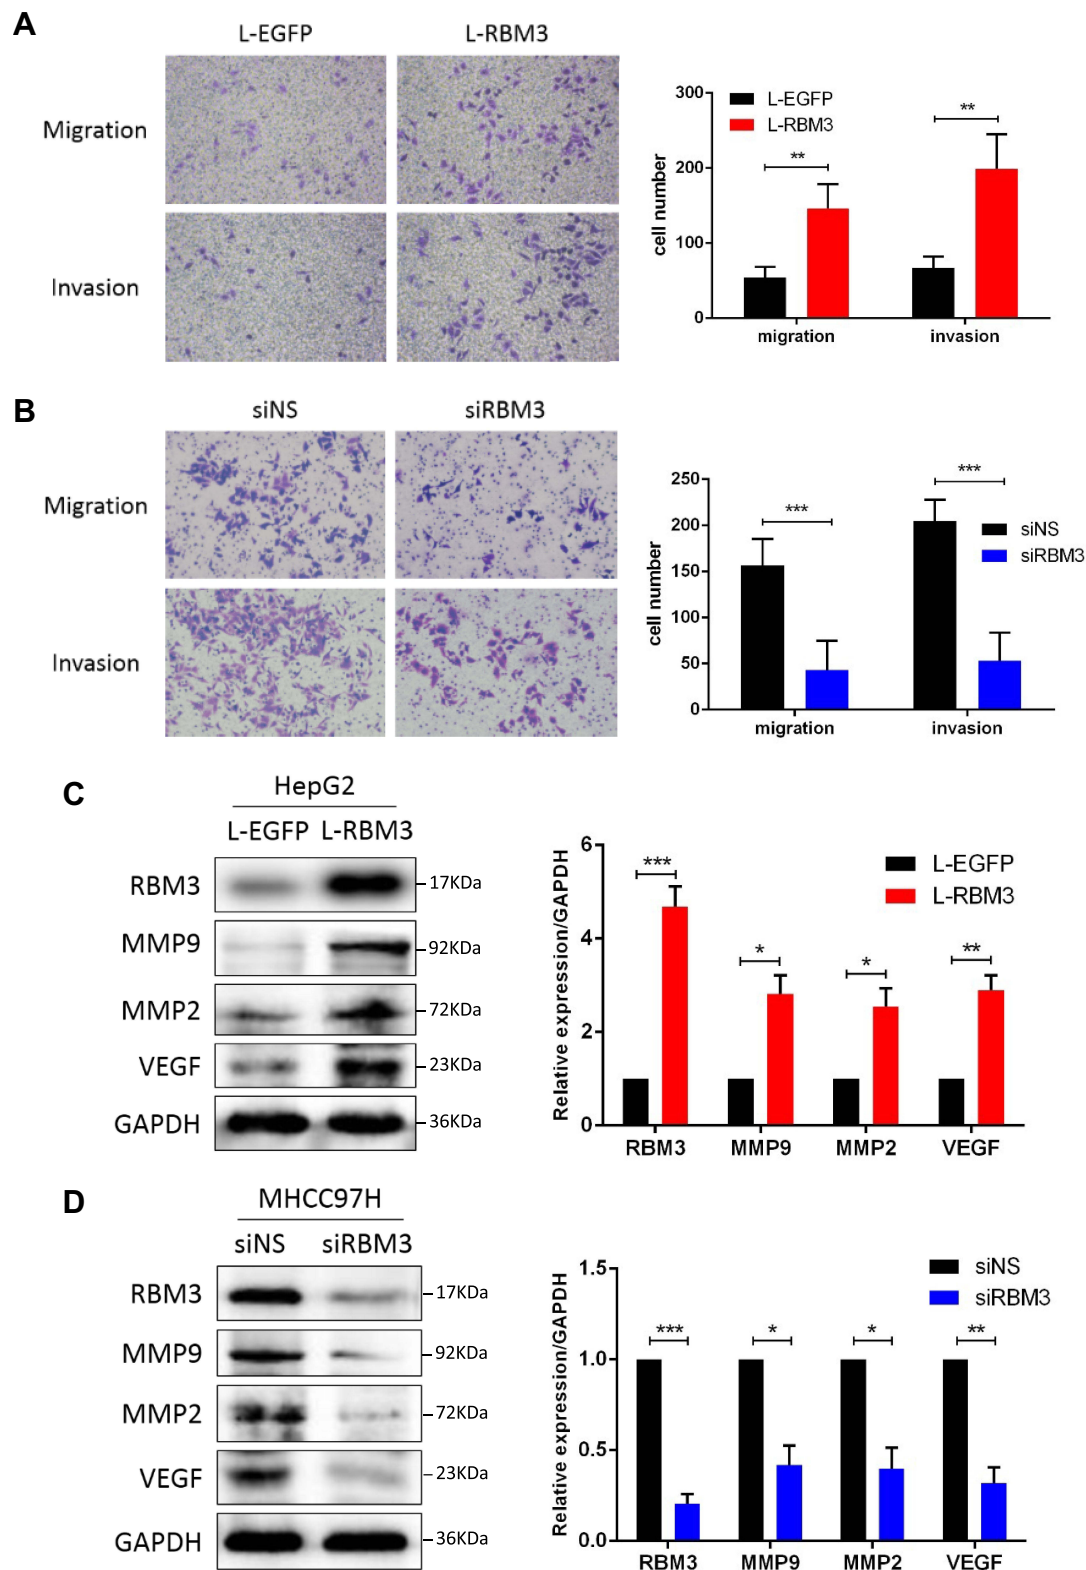 A
L-EGFP L-RBM3
Migration
Invasion
300
200
100
0
cell number
L-EGFP
L-RBM3
**
**
migration invasion
B
siNS siRBM3
Migration
Invasion
250
200
150
100
50
0
cell number
siNS
siRBM3
***
***
migration invasion
C
HepG2
L-EGFP L-RBM3
RBM3 17KDa
MMP9 92KDa
MMP2 72KDa
VEGF 23KDa
GAPDH 36KDa
6
4
2
0
Relative expression/GAPDH
L-EGFP
L-RBM3
*** * * **
RBM3 MMP9 MMP2 VEGF
D
MHCC97H
siNS siRBM3
RBM3 17KDa
MMP9 92KDa
MMP2 72KDa
VEGF 23KDa
GAPDH 36KDa
1.5
1.0
0.5
0.0
Relative expression/GAPDH
siNS
siRBM3
*** * * **
RBM3 MMP9 MMP2 VEGF